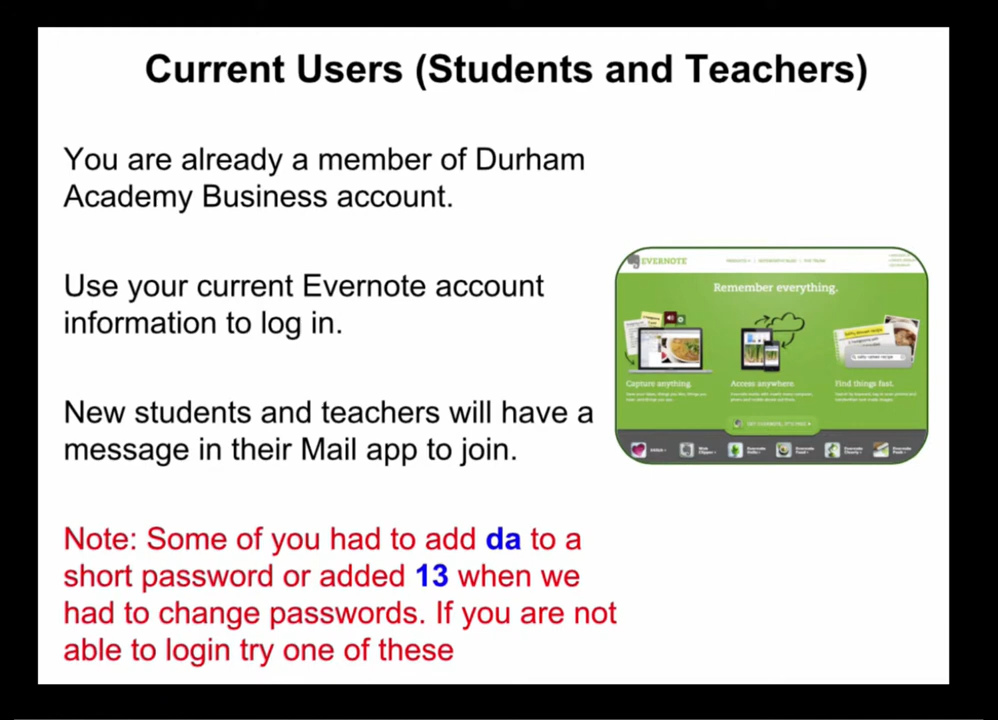 Current Users (Students and Teachers)
You are already a member of Durham
Academy Business account.
Use your current Evernote account
information to log in.
New students and teachers will have a
message in their Mail app to join.
Note: Some of you had to add da to a
short password or added 13 when we
had to change passwords. If you are not
able to login try one of these
EVERNOTE
Remember everything.
Capture anything.
Access anywhere.
Find things fast.